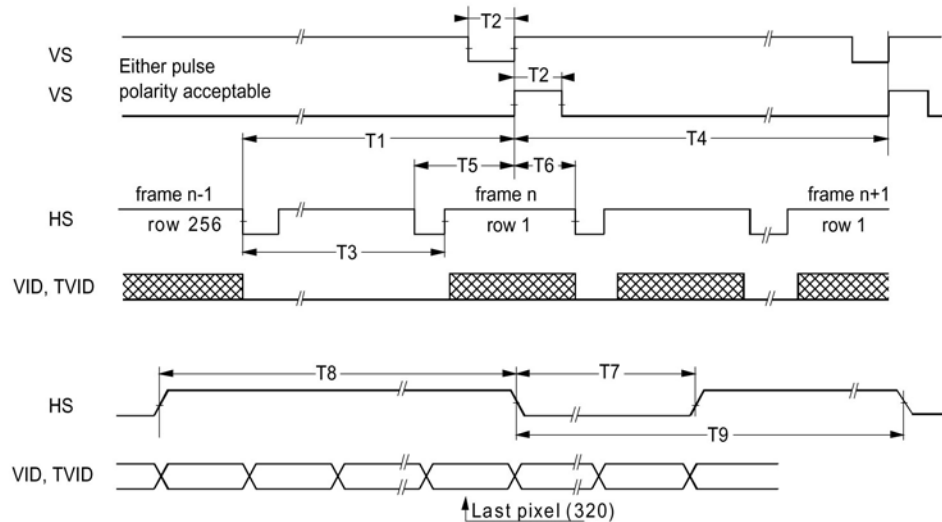 T2
VS
Either pulse
T2
VS
polarity acceptable
T1
T4
T5
T6
frame n-1
frame n
frame n+1
HS
row 256
row 1
row 1
T3
VID, TVID
T8
T7
HS
T9
VID, TVID
Last pixel (320)